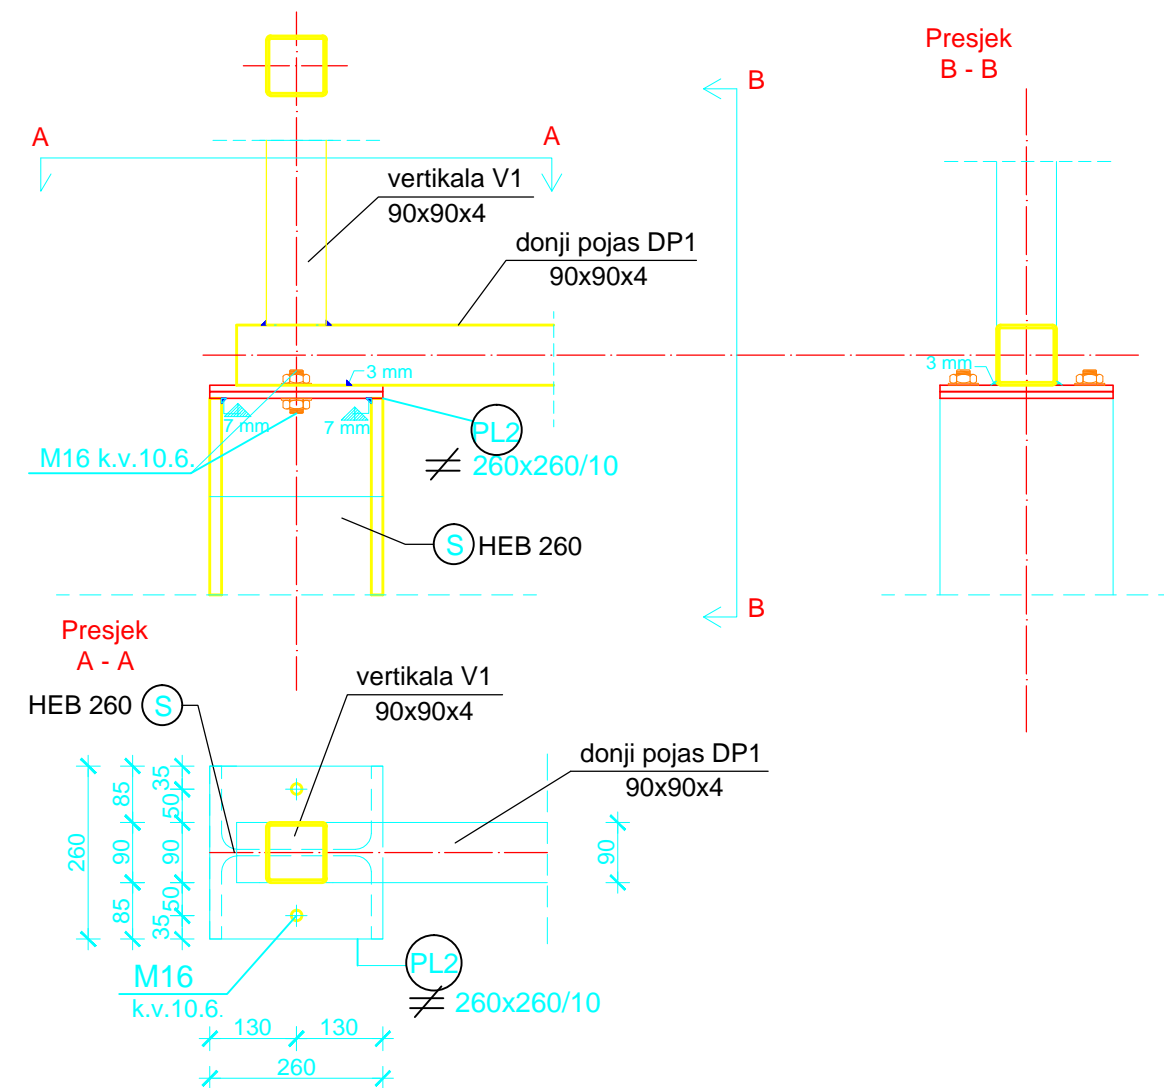 Presjek
B - B
B
A
A
vertikala V1
90x90x4
donji pojas DP1
90x90x4
3 mm
3 mm
7 mm
7 mm
PL2
260x260/10
M16 k.v.10.6.
S
HEB 260
B
Presjek
A - A
vertikala V1
90x90x4
HEB 260
S
donji pojas DP1
90x90x4
35
85
50
260
90
90
90
50
85
35
PL2
260x260/10
M16
k.v.10.6.
130
130
260